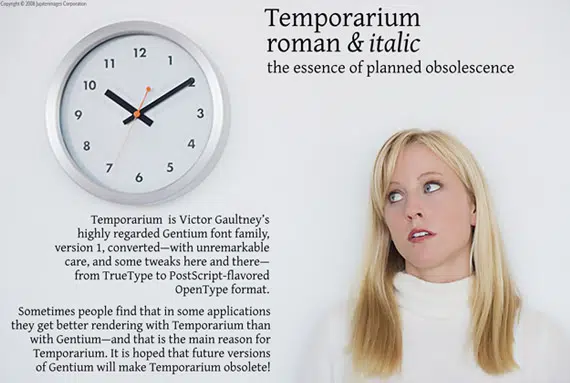 Copyright © 2008 Jupiterimages Corporation
Temporarium
roman & italic
the essence of planned obsolescence
12
1
2
3
4
5
6
7
8
9
10
11
Temporarium is Victor Gaultney's
highly regarded Gentium font family,
version 1, converted—with unremarkable
care, and some tweaks here and there—
from TrueType to PostScript-flavored
OpenType format.
Sometimes people find that in some applications
they get better rendering with Temporarium than
with Gentium—and that is the main reason for
Temporarium. It is hoped that future versions
of Gentium will make Temporarium obsolete!